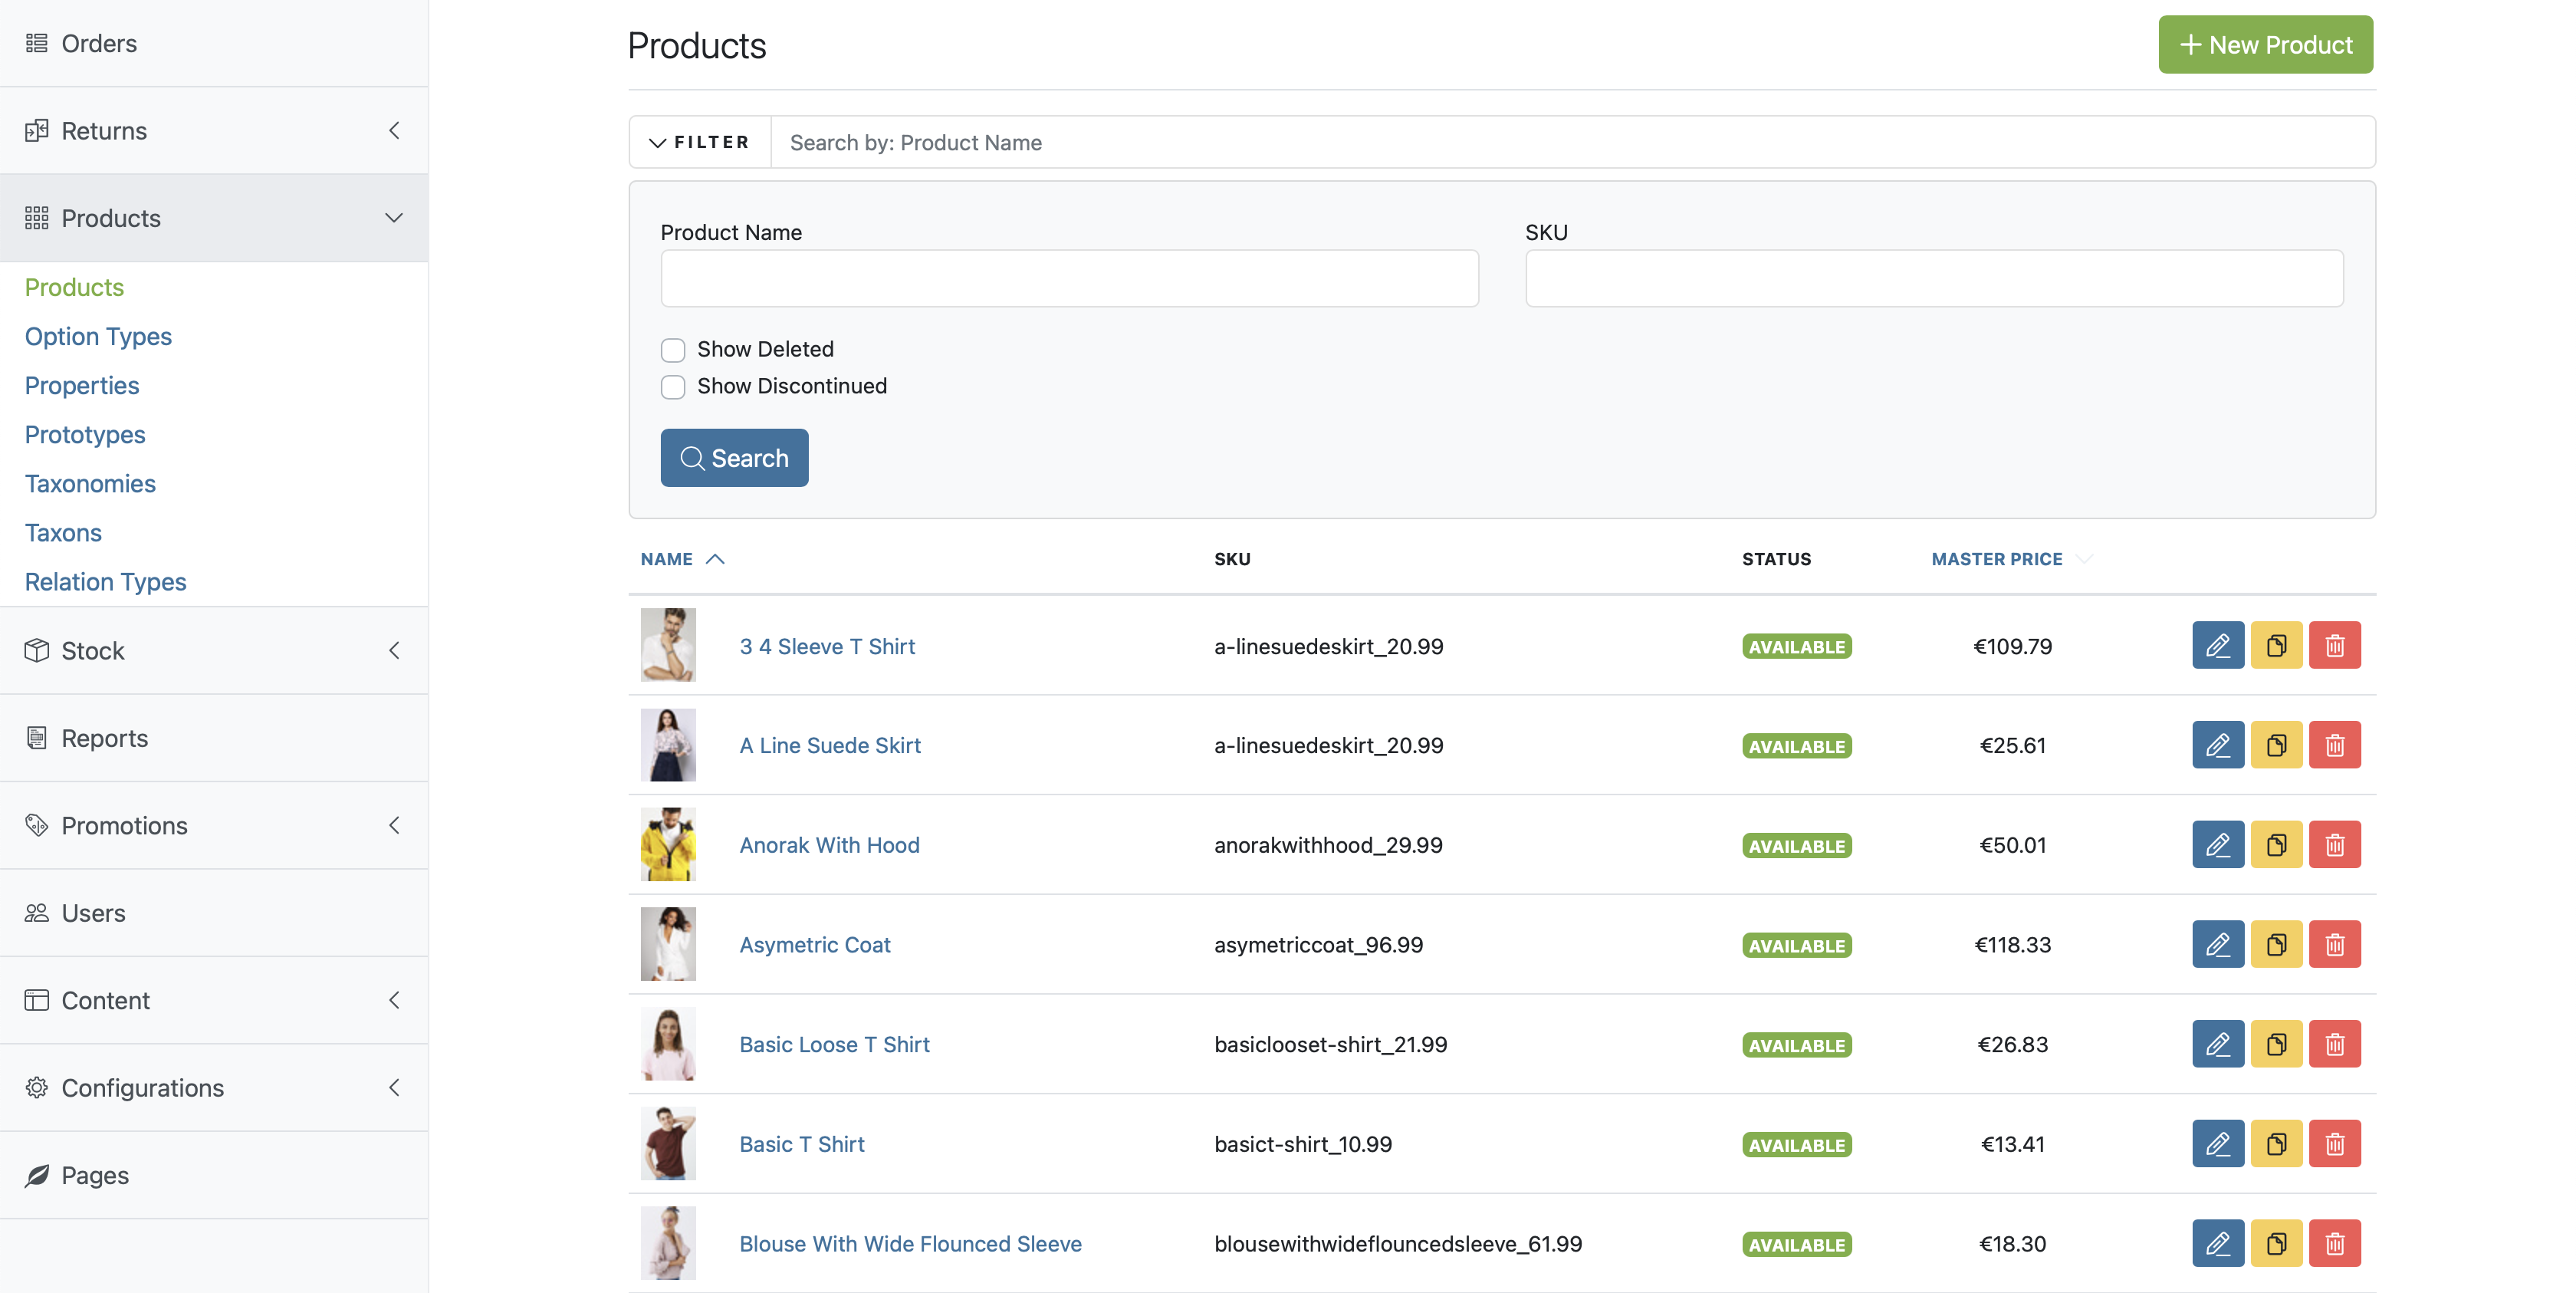 Orders
Returns
Products
Products
Option Types
Properties
Prototypes
Taxonomies
Taxons
Relation Types
Stock
Reports
Promotions
Users
Content
Configurations
Pages
Products
New Product
FILTER Search by: Product Name
Product Name SKU
Show Deleted
Show Discontinued
Search
NAME SKU STATUS MASTER PRICE
3 4 Sleeve T Shirt a-linesuedeskirt_20.99 AVAILABLE €109.79
A Line Suede Skirt a-linesuedeskirt_20.99 AVAILABLE €25.61
Anorak With Hood anorakwithhood_29.99 AVAILABLE €50.01
Asymetric Coat asymetriccoat_96.99 AVAILABLE €118.33
Basic Loose T Shirt basiclooset-shirt_21.99 AVAILABLE €26.83
Basic T Shirt basict-shirt_10.99 AVAILABLE €13.41
Blouse With Wide Flounced Sleeve blousewithwideflouncedsleeve_61.99 AVAILABLE €18.30